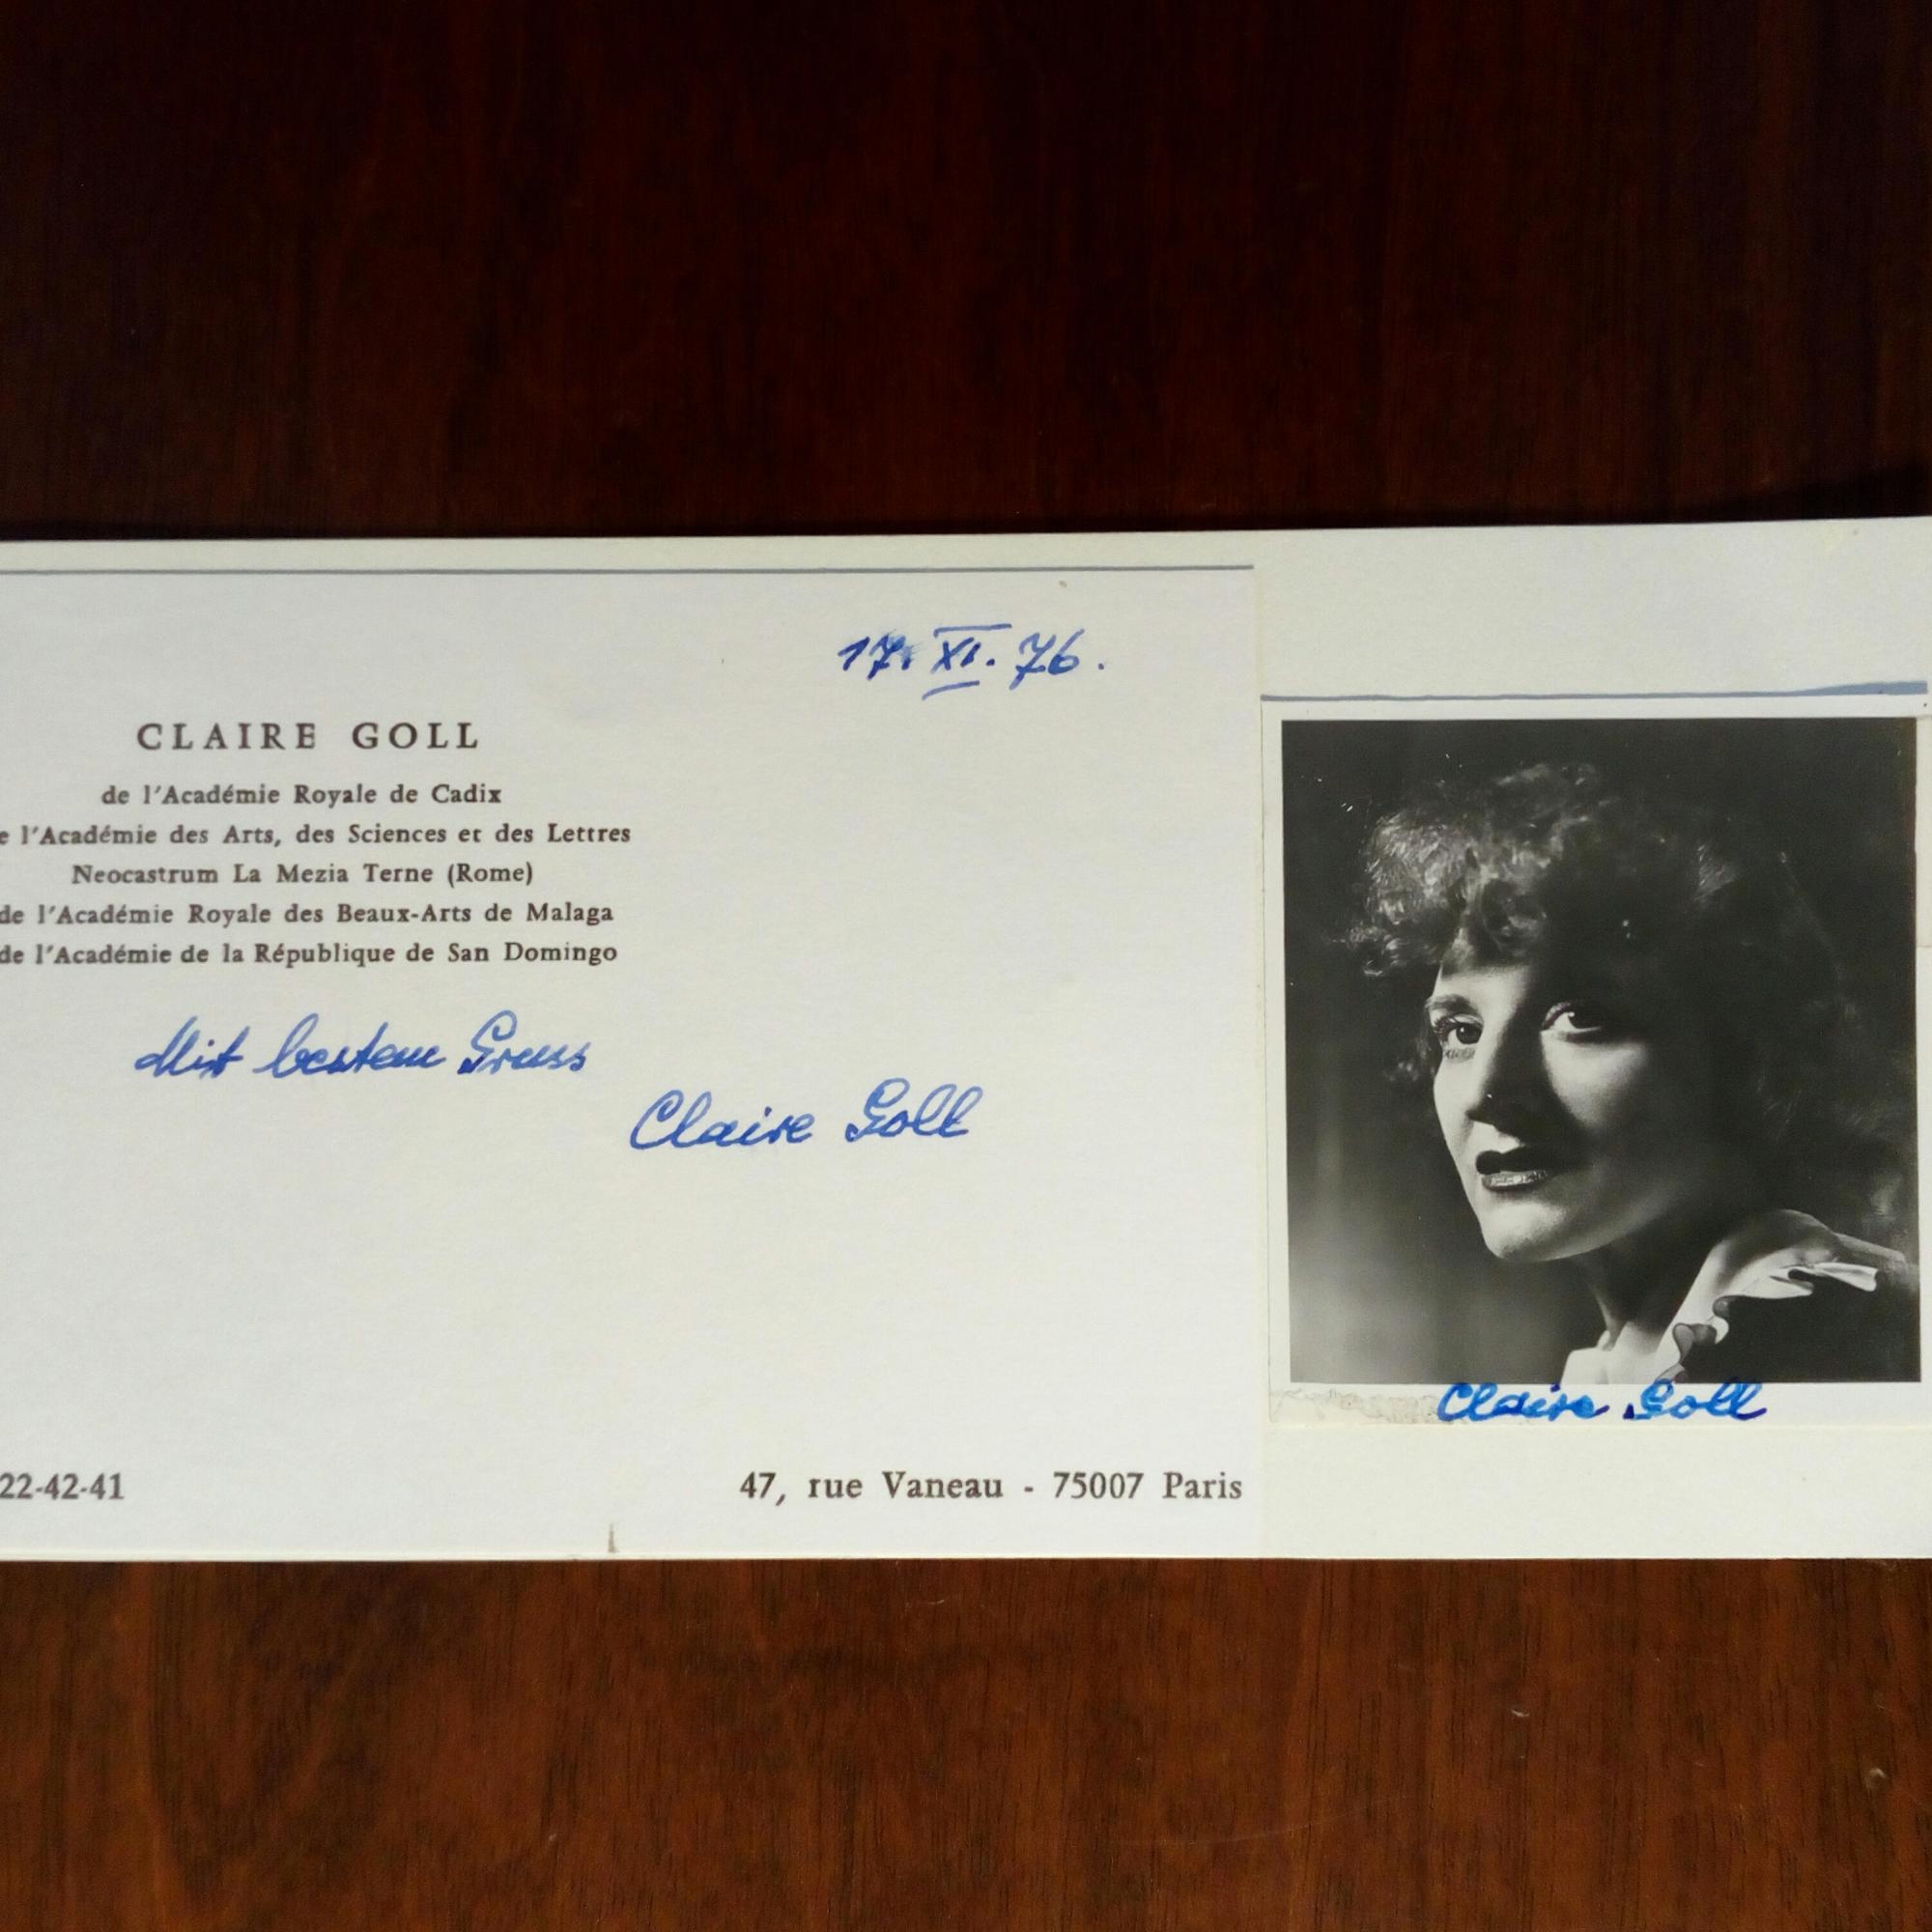 17. XI. 76.
CLAIRE GOLL
de l'Académie Royale de Cadix
e l'Académie des Arts, des Sciences et des Lettres
Neocastrum La Mezia Terne (Rome)
de l'Académie Royale des Beaux-Arts de Malaga
de l'Académie de la République de San Domingo
Mit bestem Gruss
Claire Goll
Claire Goll
22-42-41
47, rue Vaneau - 75007 Paris